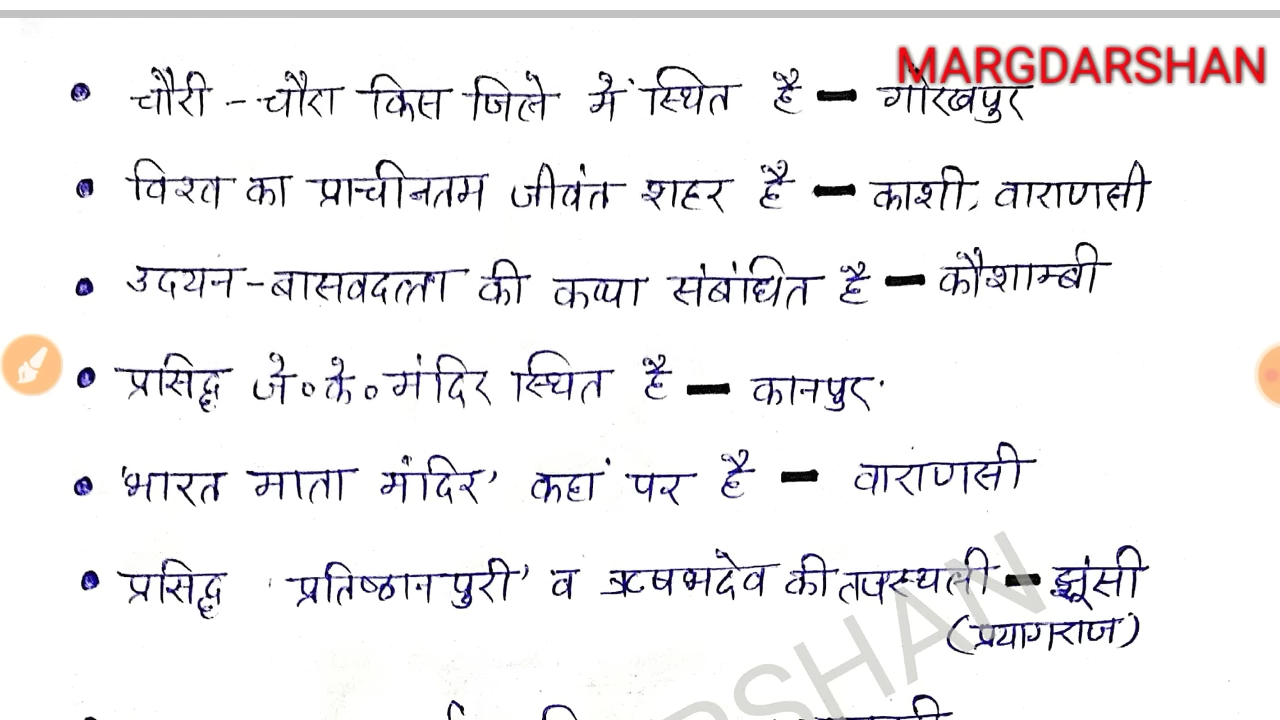 MARGDARSHAN
• चौरी-चौरा किस जिले में स्थित है - गोरखपुर
• विश्व का प्राचीनतम जीवंत शहर है - काशी, वाराणसी
• उदयन-बासवदत्ता की कथा संबंधित है - कौशाम्बी
• प्रसिद्ध जे०के० मंदिर स्थित है - कानपुर
• 'भारत माता मंदिर' कहां पर है - वाराणसी
• प्रसिद्ध 'प्रतिष्ठानपुरी' व ऋषभदेव की तपस्थली - झूंसी
(प्रयागराज)